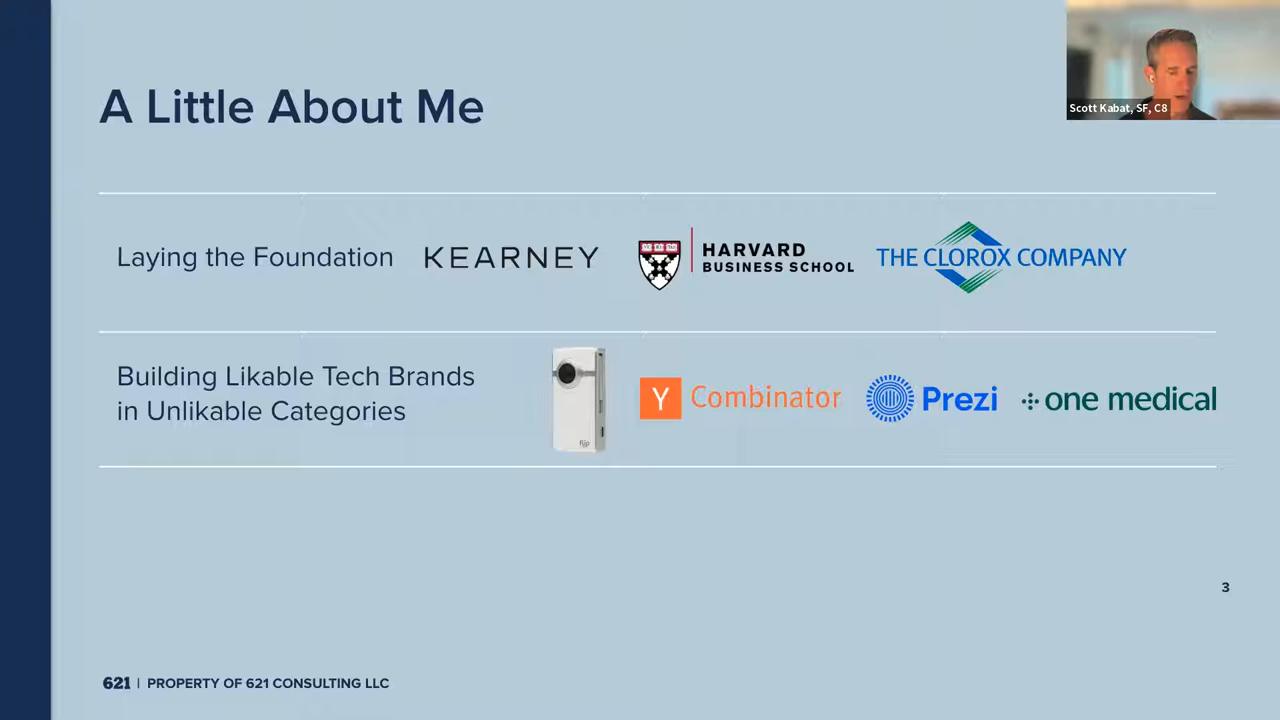 Scott Kabat, SF, C8
A Little About Me
Laying the Foundation
KEARNEY
HARVARD
BUSINESS SCHOOL
THE CLOROX COMPANY
Building Likable Tech Brands
in Unlikable Categories
flip
Y Combinator
Prezi
one medical
3
621 | PROPERTY OF 621 CONSULTING LLC